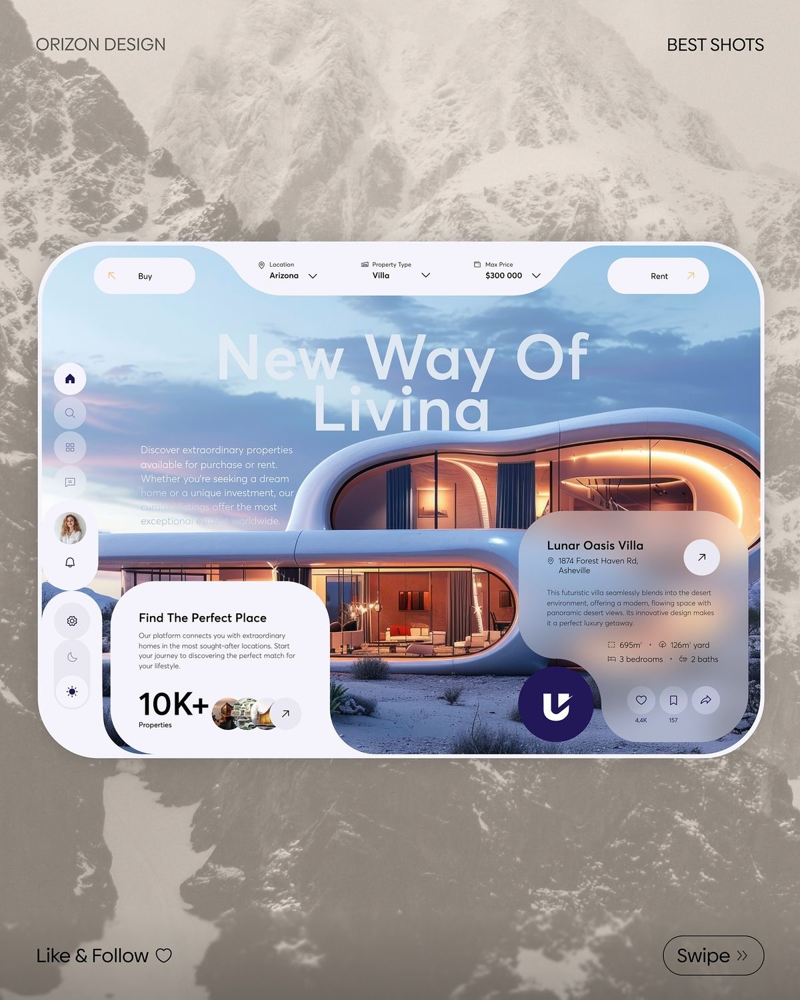 ORIZON DESIGN
BEST SHOTS
Buy
Location
Arizona
Property Type
Villa
Max Price
$300 000
Rent
New Way Of
Living
Discover extraordinary properties
available for purchase or rent.
Whether you're seeking a dream
home or a unique investment, our
curated listings offer the most
exceptional estates worldwide.
Lunar Oasis Villa
1874 Forest Haven Rd,
Asheville
This futuristic villa seamlessly blends into the desert
environment, offering a modern, flowing space with
panoramic desert views. Its innovative design makes
it a perfect luxury getaway.
695m² • 126m² yard
3 bedrooms • 2 baths
4,4K
157
Find The Perfect Place
Our platform connects you with extraordinary
homes in the most sought-after locations. Start
your journey to discovering the perfect match for
your lifestyle.
10K+
Properties
Like & Follow
Swipe